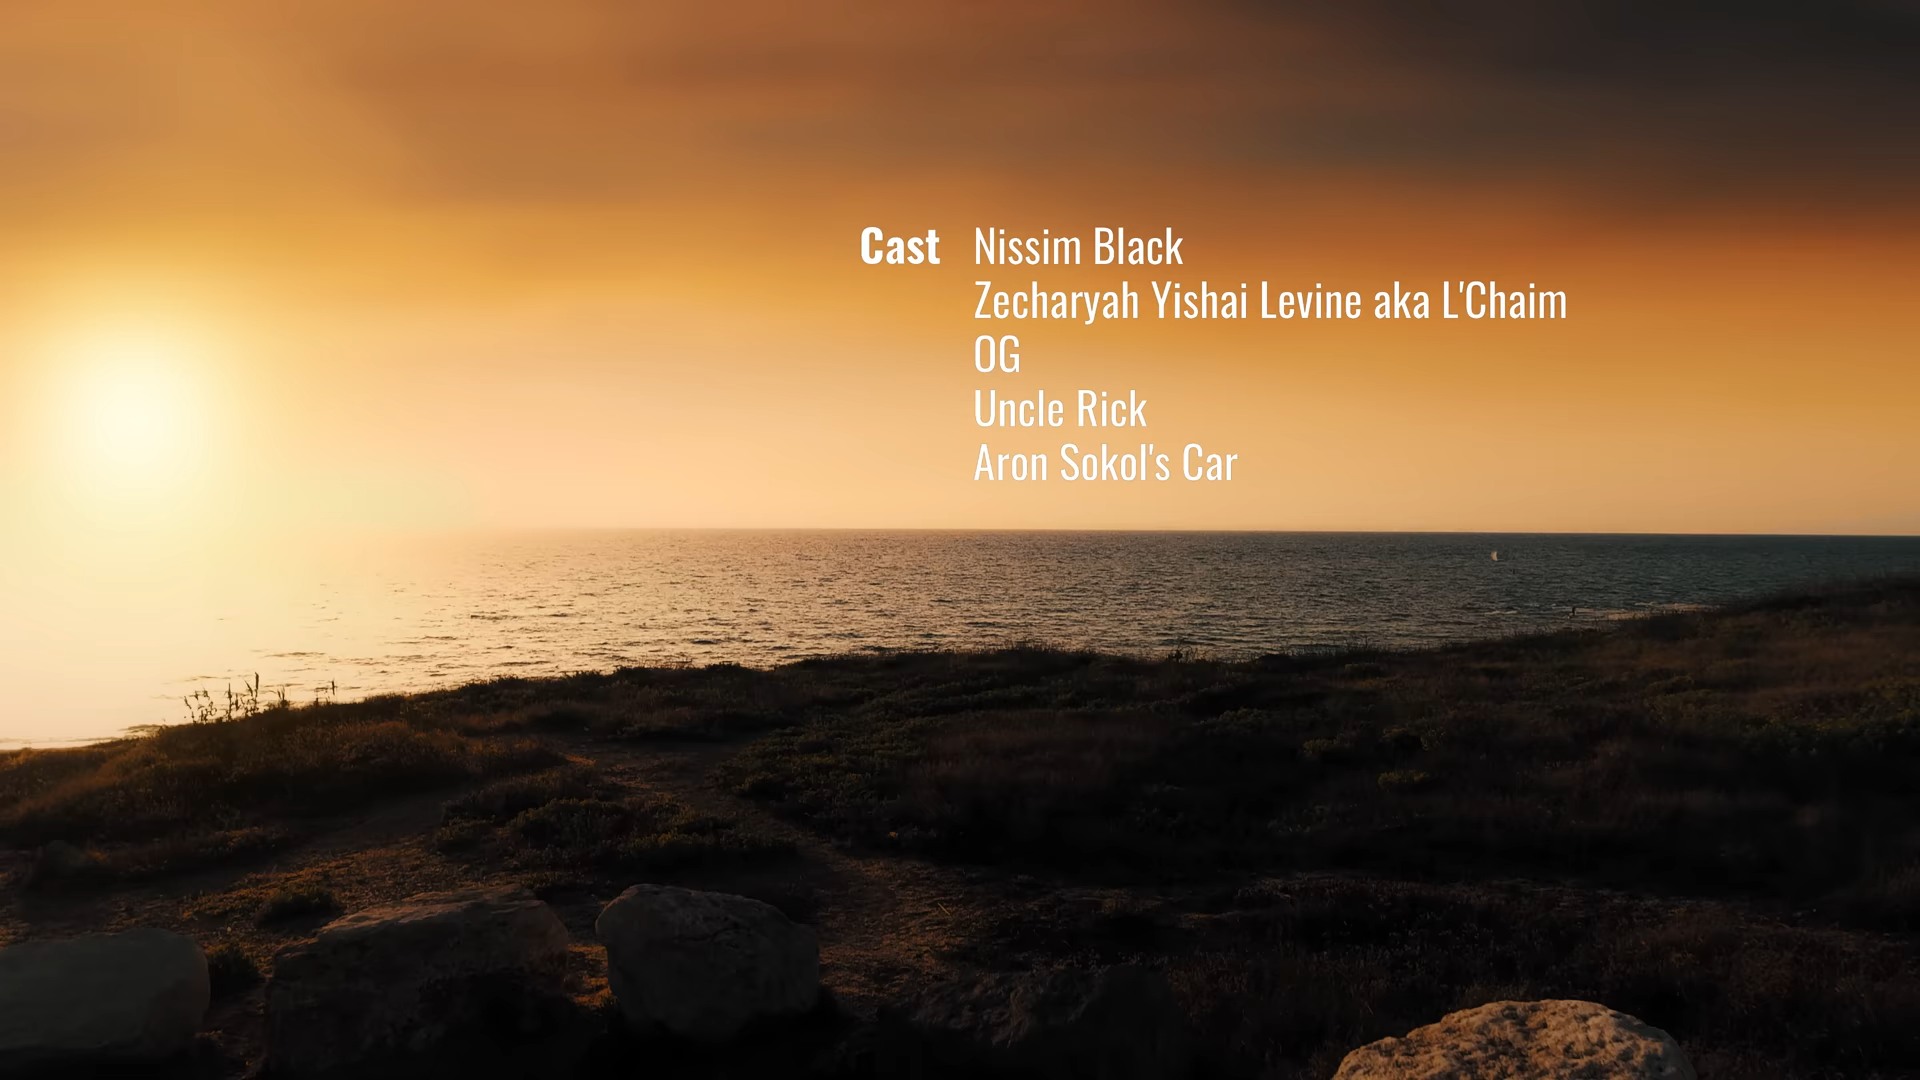 Cast Nissim Black
Zecharyah Yishai Levine aka L'Chaim
OG
Uncle Rick
Aron Sokol's Car